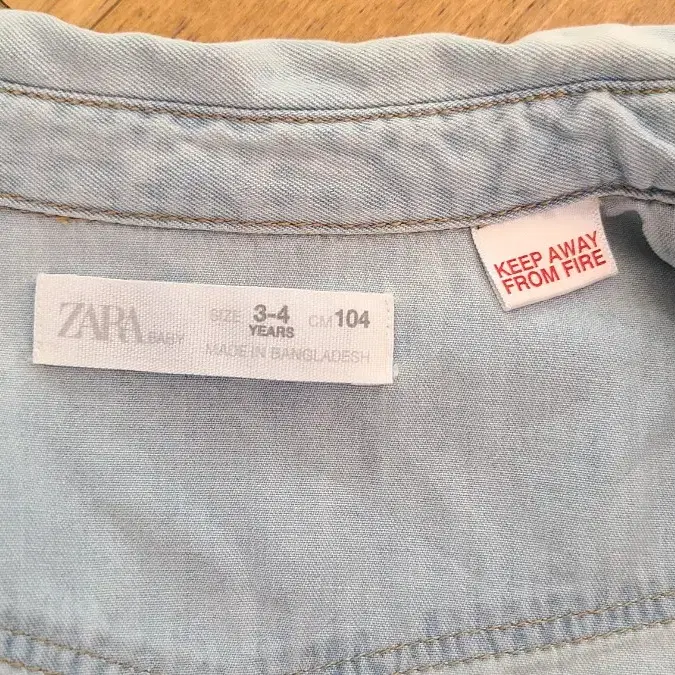 ZARA BABY
SIZE 3-4 YEARS CM 104
MADE IN BANGLADESH
KEEP AWAY
FROM FIRE